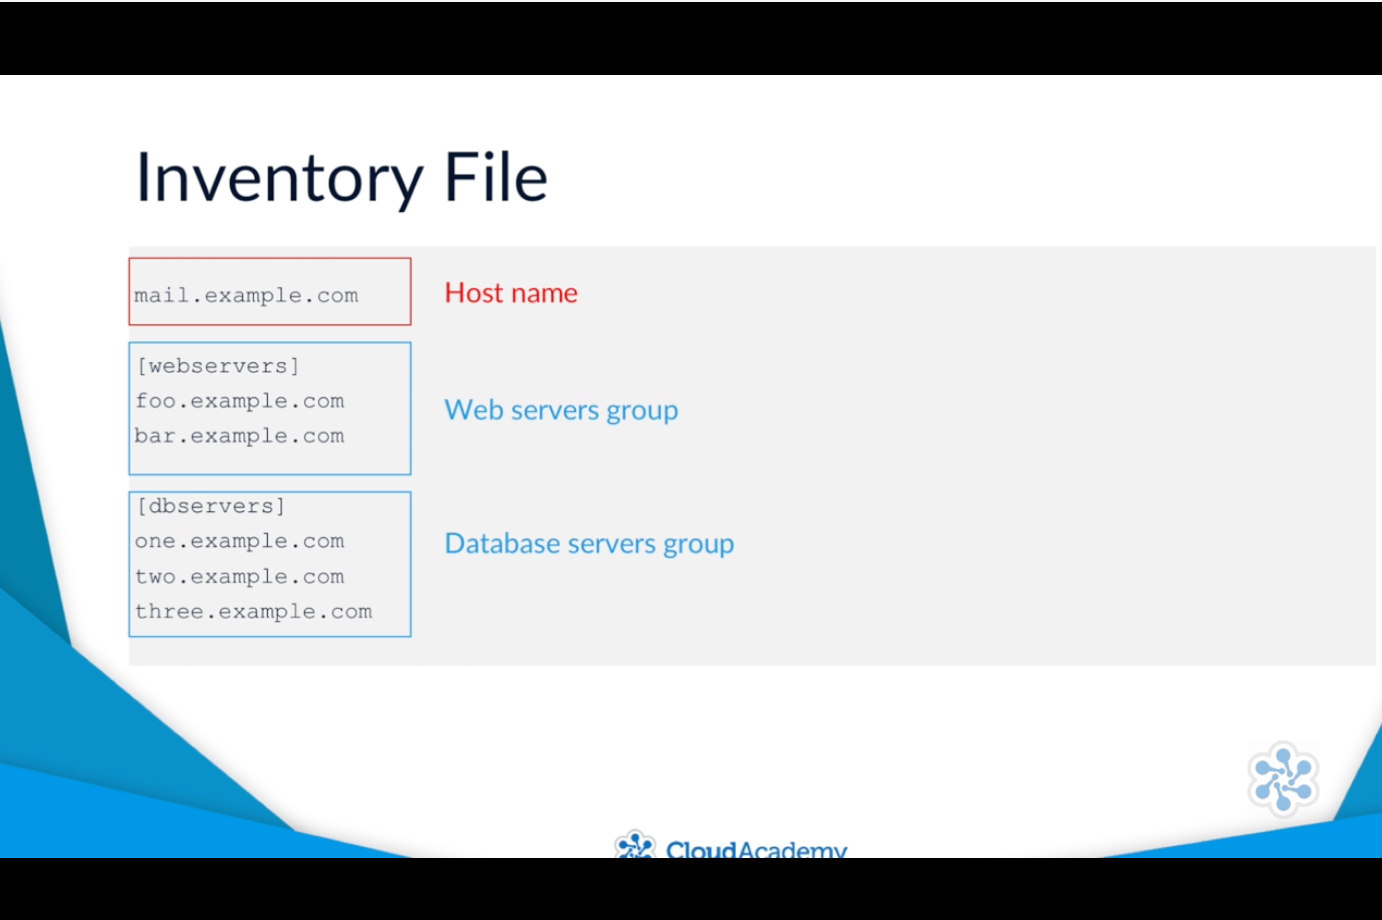 Inventory File
mail.example.com
Host name
[webservers]
foo.example.com
bar.example.com
Web servers group
[dbservers]
one.example.com
two.example.com
three.example.com
Database servers group
CloudAcademy